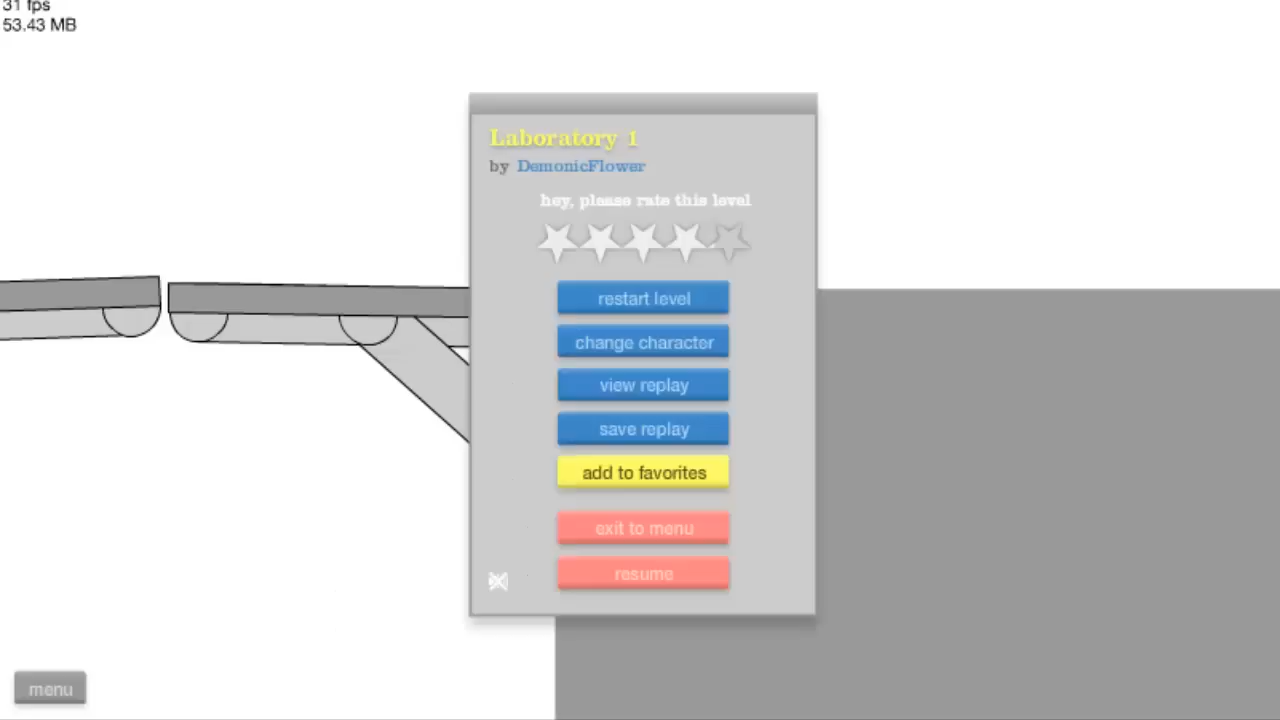 31 fps
53.43 MB
Laboratory 1
by DemonicFlower
hey, please rate this level
restart level
change character
view replay
save replay
add to favorites
exit to menu
resume
menu